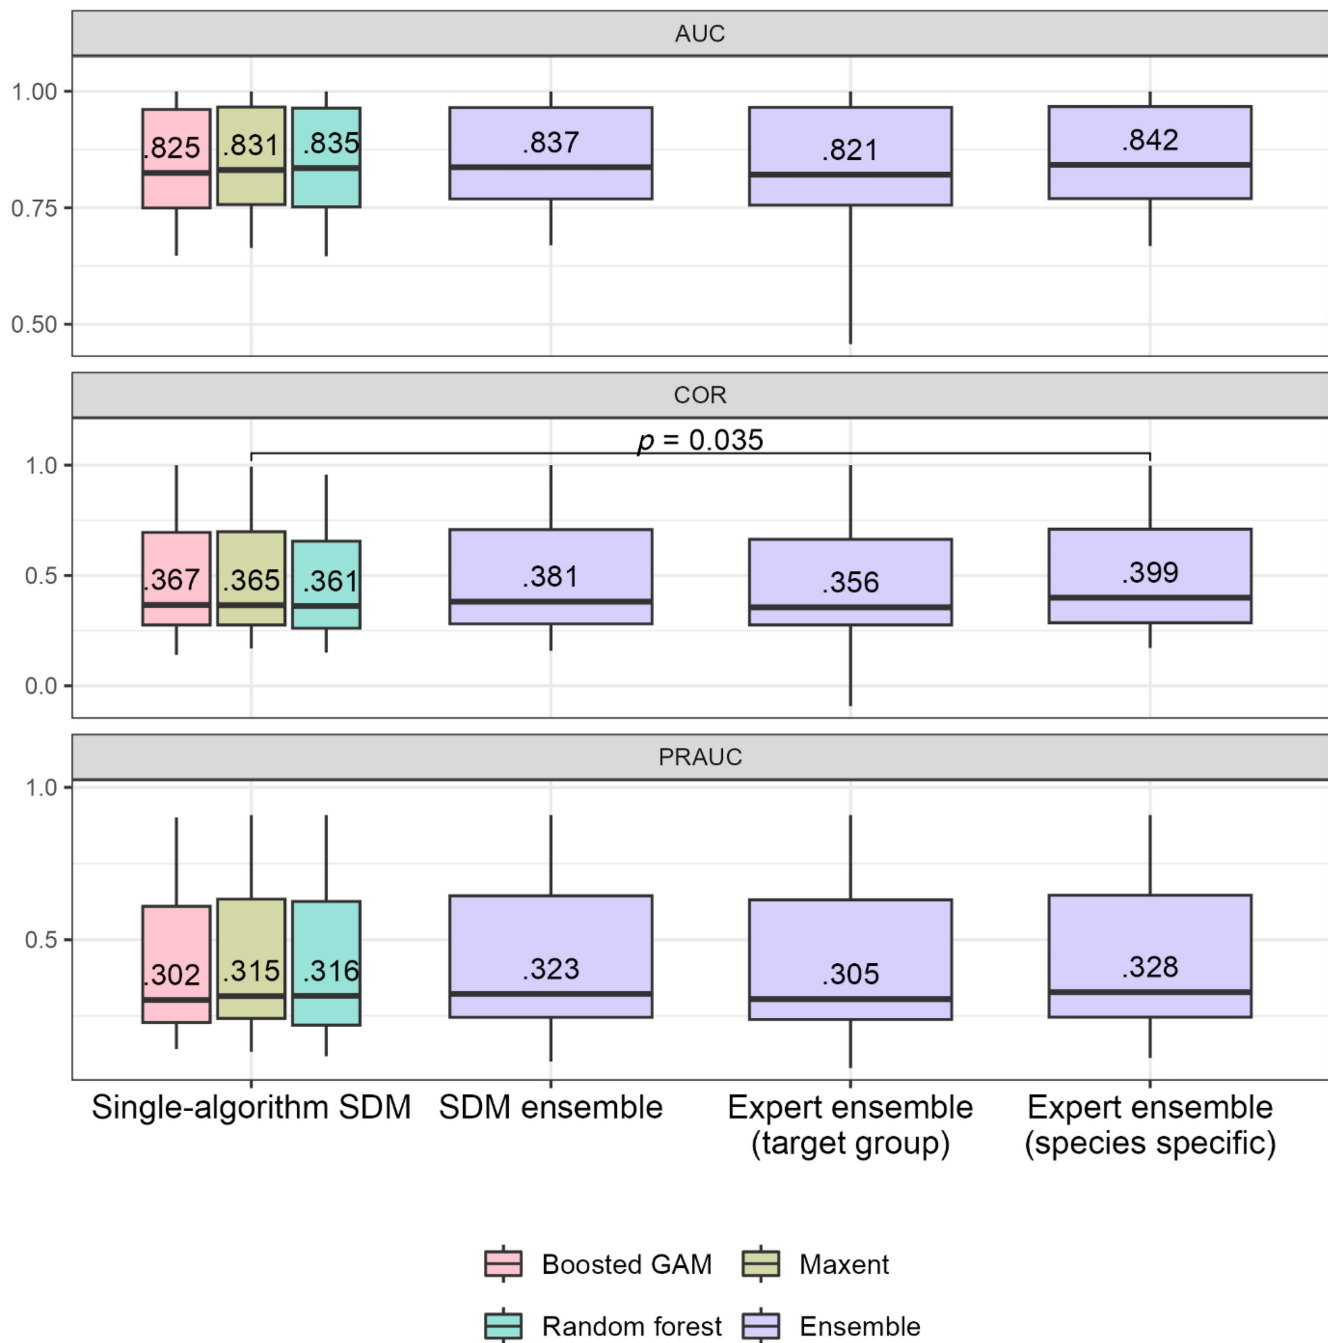 AUC
1.00
0.75
0.50
.825 .831 .835 .837 .821 .842
COR
p = 0.035
1.0
0.5
0.0
.367 .365 .361 .381 .356 .399
PRAUC
1.0
0.5
.302 .315 .316 .323 .305 .328
Single-algorithm SDM SDM ensemble Expert ensemble Expert ensemble
(target group) (species specific)
Boosted GAM Maxent
Random forest Ensemble